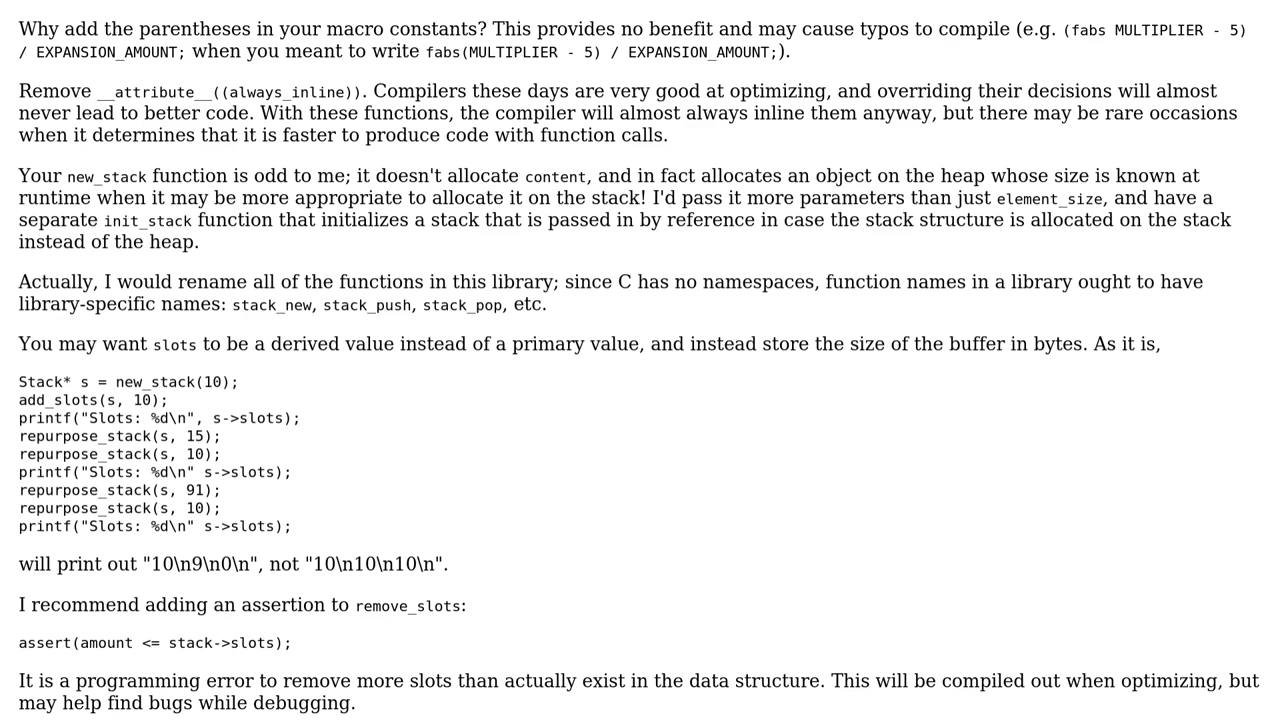 Why add the parentheses in your macro constants? This provides no benefit and may cause typos to compile (e.g. (fabs MULTIPLIER - 5)
/ EXPANSION_AMOUNT; when you meant to write fabs(MULTIPLIER - 5) / EXPANSION_AMOUNT;).
Remove __attribute__((always_inline)). Compilers these days are very good at optimizing, and overriding their decisions will almost
never lead to better code. With these functions, the compiler will almost always inline them anyway, but there may be rare occasions
when it determines that it is faster to produce code with function calls.
Your new_stack function is odd to me; it doesn't allocate content, and in fact allocates an object on the heap whose size is known at
runtime when it may be more appropriate to allocate it on the stack! I'd pass it more parameters than just element_size, and have a
separate init_stack function that initializes a stack that is passed in by reference in case the stack structure is allocated on the stack
instead of the heap.
Actually, I would rename all of the functions in this library; since C has no namespaces, function names in a library ought to have
library-specific names: stack_new, stack_push, stack_pop, etc.
You may want slots to be a derived value instead of a primary value, and instead store the size of the buffer in bytes. As it is,
Stack* s = new_stack(10);
add_slots(s, 10);
printf("Slots: %d\n", s->slots);
repurpose_stack(s, 15);
repurpose_stack(s, 10);
printf("Slots: %d\n" s->slots);
repurpose_stack(s, 91);
repurpose_stack(s, 10);
printf("Slots: %d\n" s->slots);
will print out "10\n9\n0\n", not "10\n10\n10\n".
I recommend adding an assertion to remove_slots:
assert(amount <= stack->slots);
It is a programming error to remove more slots than actually exist in the data structure. This will be compiled out when optimizing, but
may help find bugs while debugging.